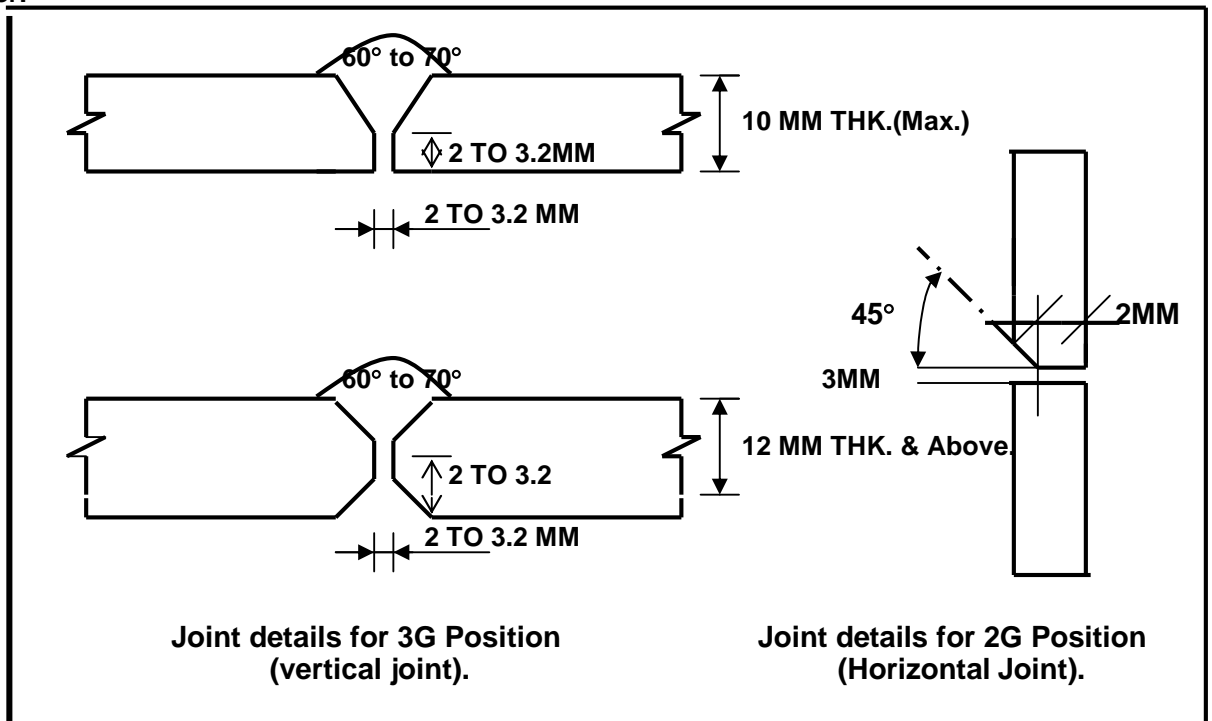 60° to 70°
10 MM THK.(Max.)
2 TO 3.2MM
2 TO 3.2 MM
45°
2MM
3MM
60° to 70°
12 MM THK. & Above.
2 TO 3.2
2 TO 3.2 MM
Joint details for 3G Position
(vertical joint).
Joint details for 2G Position
(Horizontal Joint).